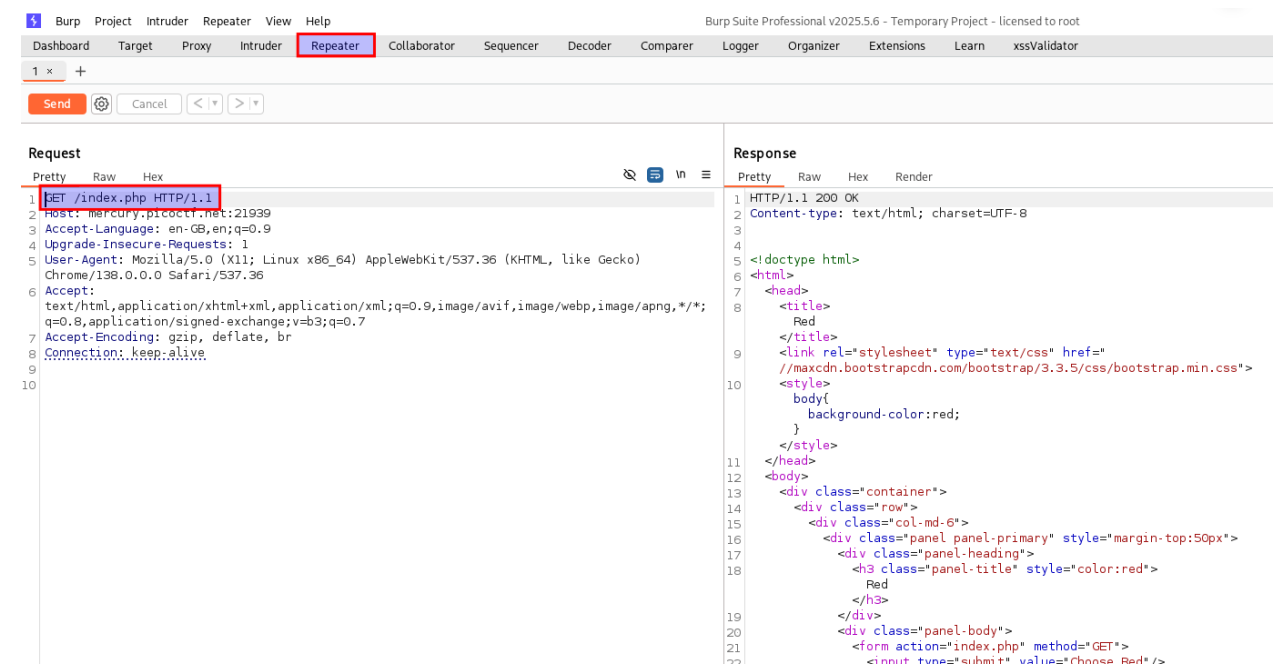 Burp Project Intruder Repeater View Help Burp Suite Professional v2025.5.6 - Temporary Project - licensed to root
Dashboard Target Proxy Intruder Repeater Collaborator Sequencer Decoder Comparer Logger Organizer Extensions Learn xssValidator
1 × +
Send Cancel < >
Request
Pretty Raw Hex \n
1 GET /index.php HTTP/1.1
2 Host: mercury.picoctf.net:21939
3 Accept-Language: en-GB,en;q=0.9
4 Upgrade-Insecure-Requests: 1
5 User-Agent: Mozilla/5.0 (X11; Linux x86_64) AppleWebKit/537.36 (KHTML, like Gecko)
Chrome/138.0.0.0 Safari/537.36
6 Accept:
text/html,application/xhtml+xml,application/xml;q=0.9,image/avif,image/webp,image/apng,*/*;
q=0.8,application/signed-exchange;v=b3;q=0.7
7 Accept-Encoding: gzip, deflate, br
8 Connection: keep-alive
9
10
Response
Pretty Raw Hex Render
1 HTTP/1.1 200 OK
2 Content-type: text/html; charset=UTF-8
3
4
5 <!doctype html>
6 <html>
7 <head>
8 <title>
Red
</title>
9 <link rel="stylesheet" type="text/css" href="
//maxcdn.bootstrapcdn.com/bootstrap/3.3.5/css/bootstrap.min.css">
10 <style>
body{
background-color:red;
}
</style>
11 </head>
12 <body>
13 <div class="container">
14 <div class="row">
15 <div class="col-md-6">
16 <div class="panel panel-primary" style="margin-top:50px">
17 <div class="panel-heading">
18 <h3 class="panel-title" style="color:red">
Red
</h3>
19 </div>
20 <div class="panel-body">
21 <form action="index.php" method="GET">
22 <input type="submit" value="Choose Red"/>